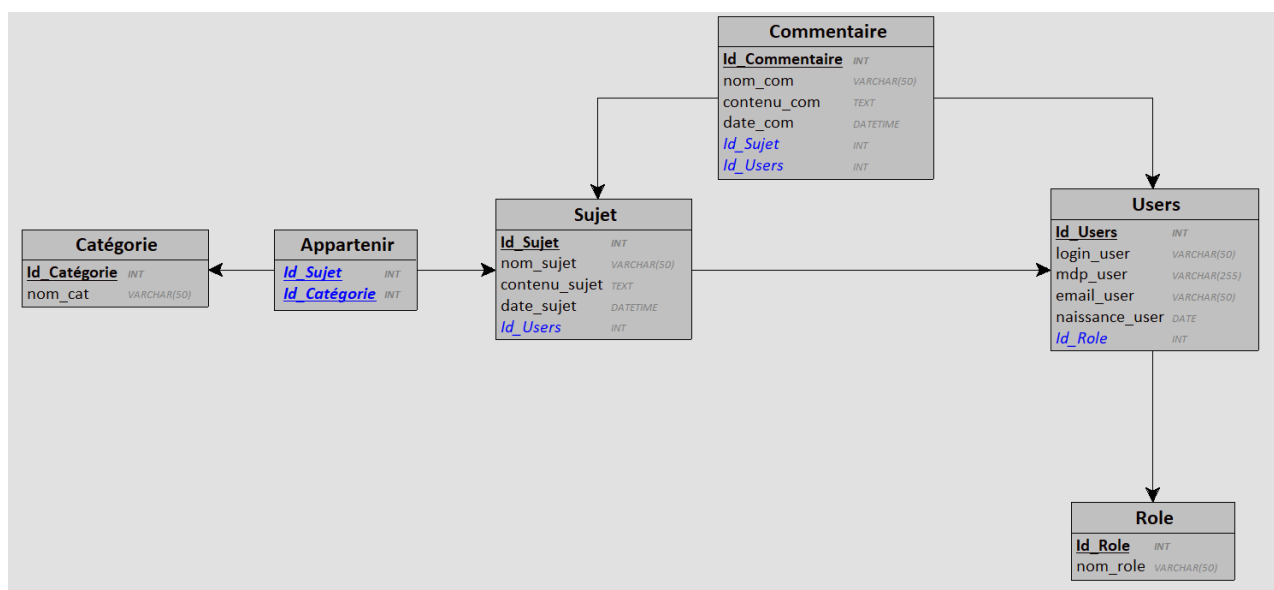 Commentaire
Id_Commentaire INT
nom_com VARCHAR(50)
contenu_com TEXT
date_com DATETIME
Id_Sujet INT
Id_Users INT
Catégorie
Id_Catégorie INT
nom_cat VARCHAR(50)
Appartenir
Id_Sujet INT
Id_Catégorie INT
Sujet
Id_Sujet INT
nom_sujet VARCHAR(50)
contenu_sujet TEXT
date_sujet DATETIME
Id_Users INT
Users
Id_Users INT
login_user VARCHAR(50)
mdp_user VARCHAR(255)
email_user VARCHAR(50)
naissance_user DATE
Id_Role INT
Role
Id_Role INT
nom_role VARCHAR(50)